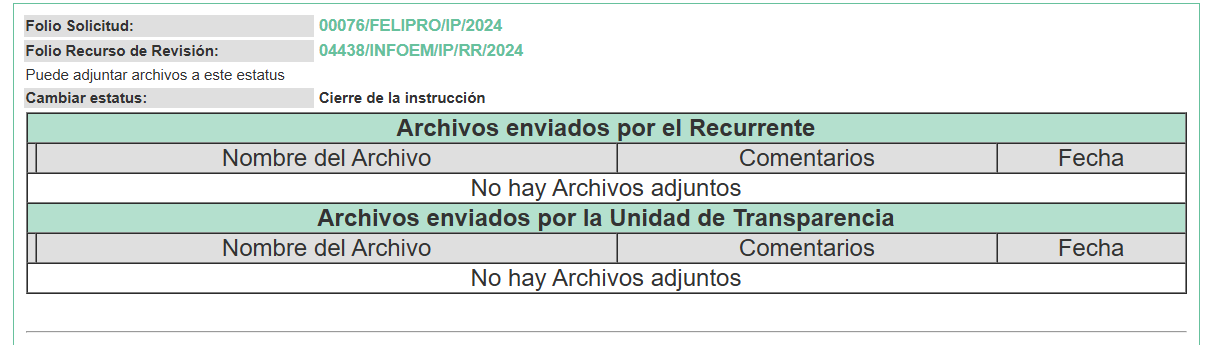 Folio Solicitud: 00076/FELIPRO/IP/2024
Folio Recurso de Revisión: 04438/INFOEM/IP/RR/2024
Puede adjuntar archivos a este estatus
Cambiar estatus: Cierre de la instrucción
Archivos enviados por el Recurrente
Nombre del Archivo Comentarios Fecha
No hay Archivos adjuntos
Archivos enviados por la Unidad de Transparencia
Nombre del Archivo Comentarios Fecha
No hay Archivos adjuntos